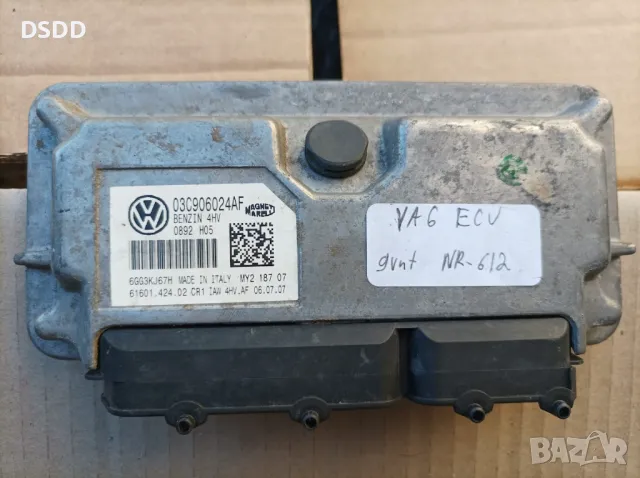 DSDD
03C906024AF
BENZIN 4HV
0892 H05
MAGNETI MARELLI
6GG3KJ67H MADE IN ITALY MY2 187 07
61601.424.02 CR1 IAW 4HV.AF 06.07.07
VAG ECU
gvnt NR-612
BAZAR